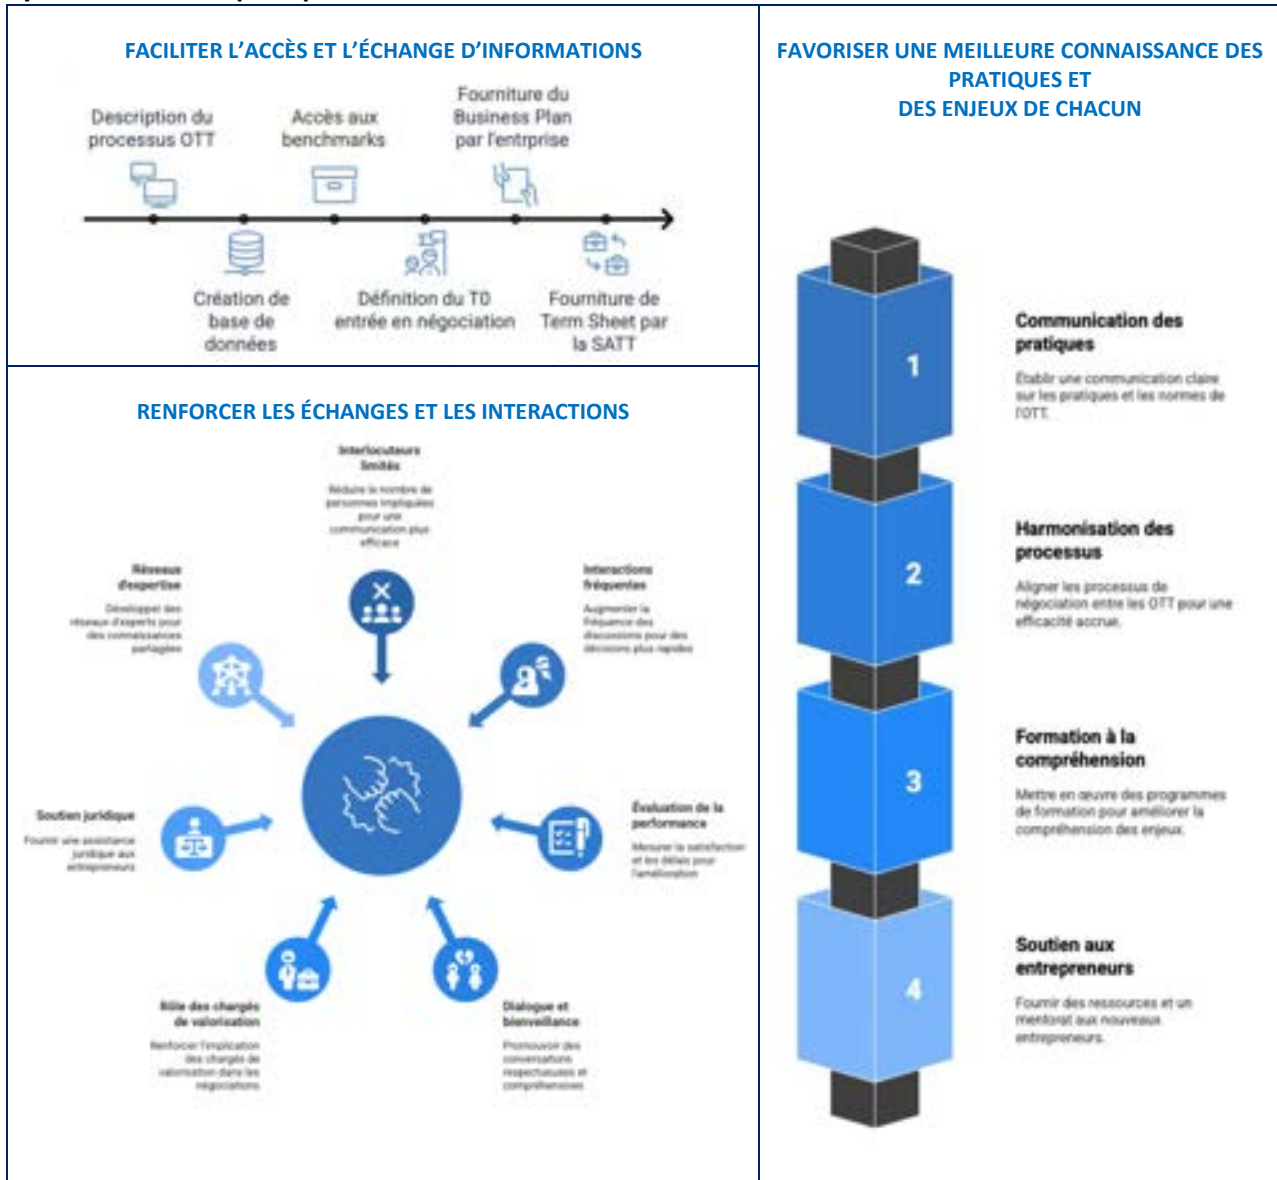 FACILITER L’ACCÈS ET L’ÉCHANGE D’INFORMATIONS
Description du
processus OTT
Accès aux
benchmarks
Fourniture du
Business Plan
par l'entrprise
Création de
base de
données
Définition du T0
entrée en négociation
Fourniture de
Term Sheet par
la SATT
RENFORCER LES ÉCHANGES ET LES INTERACTIONS
Interlocuteurs
limités
Réduire le nombre de
personnes impliquées
pour une
communication plus
efficace
Interactions
fréquentes
Augmenter la
fréquence des
discussions pour des
décisions plus rapides
Évaluation de la
performance
Mesurer la satisfaction
et les délais pour
l'amélioration
Dialogue et
bienveillance
Promouvoir des
conversations
respectueuses et
compréhensives
Rôle des chargés
de valorisation
Renforcer l'implication
des chargés de
valorisation dans les
négociations
Soutien juridique
Fournir une assistance
juridique aux
entrepreneurs
Réseaux
d'expertise
Développer des
réseaux d'experts pour
des connaissances
partagées
FAVORISER UNE MEILLEURE CONNAISSANCE DES
PRATIQUES ET
DES ENJEUX DE CHACUN
1
Communication des
pratiques
Établir une communication claire
sur les pratiques et les normes de
l'OTT.
2
Harmonisation des
processus
Aligner les processus de
négociation entre les OTT pour une
efficacité accrue.
3
Formation à la
compréhension
Mettre en œuvre des programmes
de formation pour améliorer la
compréhension des enjeux.
4
Soutien aux
entrepreneurs
Fournir des ressources et un
mentorat aux nouveaux
entrepreneurs.